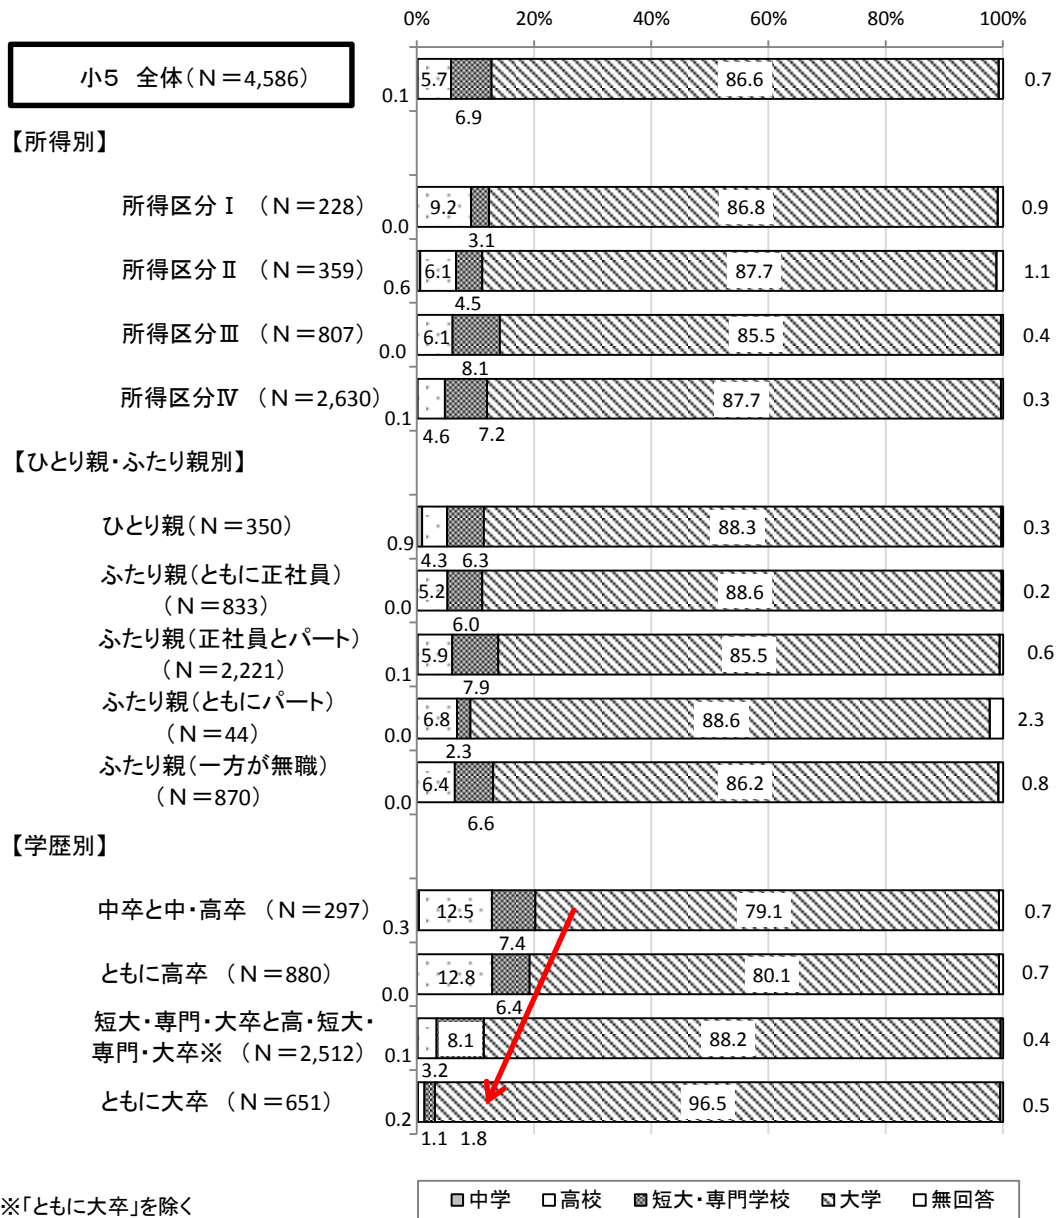 0% 20% 40% 60% 80% 100%
小5 全体(N=4,586)
0.1 5.7 6.9 86.6 0.7
【所得別】
所得区分Ⅰ (N=228)
0.0 9.2 3.1 86.8 0.9
所得区分Ⅱ (N=359)
0.6 6.1 4.5 87.7 1.1
所得区分Ⅲ (N=807)
0.0 6.1 8.1 85.5 0.4
所得区分Ⅳ (N=2,630)
0.1 4.6 7.2 87.7 0.3
【ひとり親・ふたり親別】
ひとり親(N=350)
0.9 4.3 6.3 88.3 0.3
ふたり親(ともに正社員)
(N=833)
0.0 5.2 6.0 88.6 0.2
ふたり親(正社員とパート)
(N=2,221)
0.1 5.9 7.9 85.5 0.6
ふたり親(ともにパート)
(N=44)
0.0 6.8 2.3 88.6 2.3
ふたり親(一方が無職)
(N=870)
0.0 6.4 6.6 86.2 0.8
【学歴別】
中卒と中・高卒 (N=297)
0.3 12.5 7.4 79.1 0.7
ともに高卒 (N=880)
0.0 12.8 6.4 80.1 0.7
短大・専門・大卒と高・短大・
専門・大卒※ (N=2,512)
0.1 3.2 8.1 88.2 0.4
ともに大卒 (N=651)
0.2 1.1 1.8 96.5 0.5
※「ともに大卒」を除く
中学 高校 短大・専門学校 大学 無回答